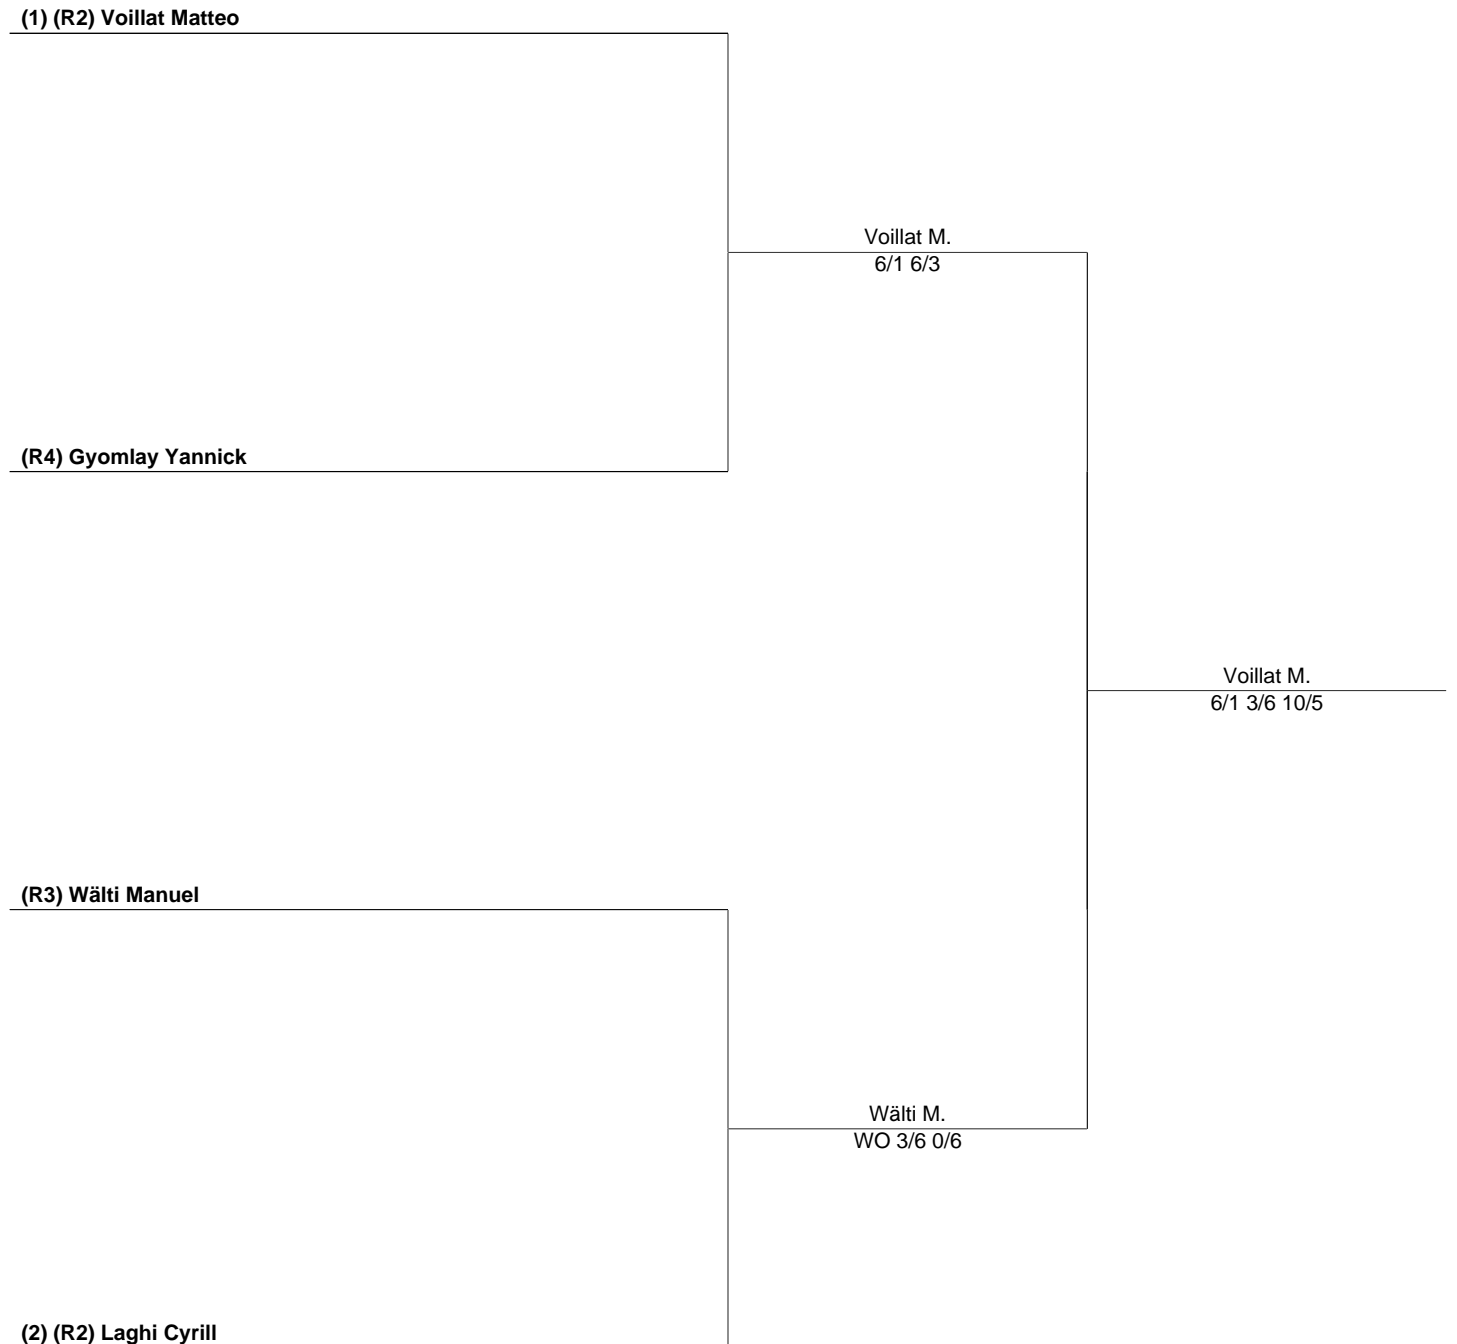 (1) (R2) Voillat Matteo
Voillat M.
6/1 6/3
(R4) Gyomlay Yannick
Voillat M.
6/1 3/6 10/5
(R3) Wälti Manuel
Wälti M.
WO 3/6 0/6
(2) (R2) Laghi Cyrill